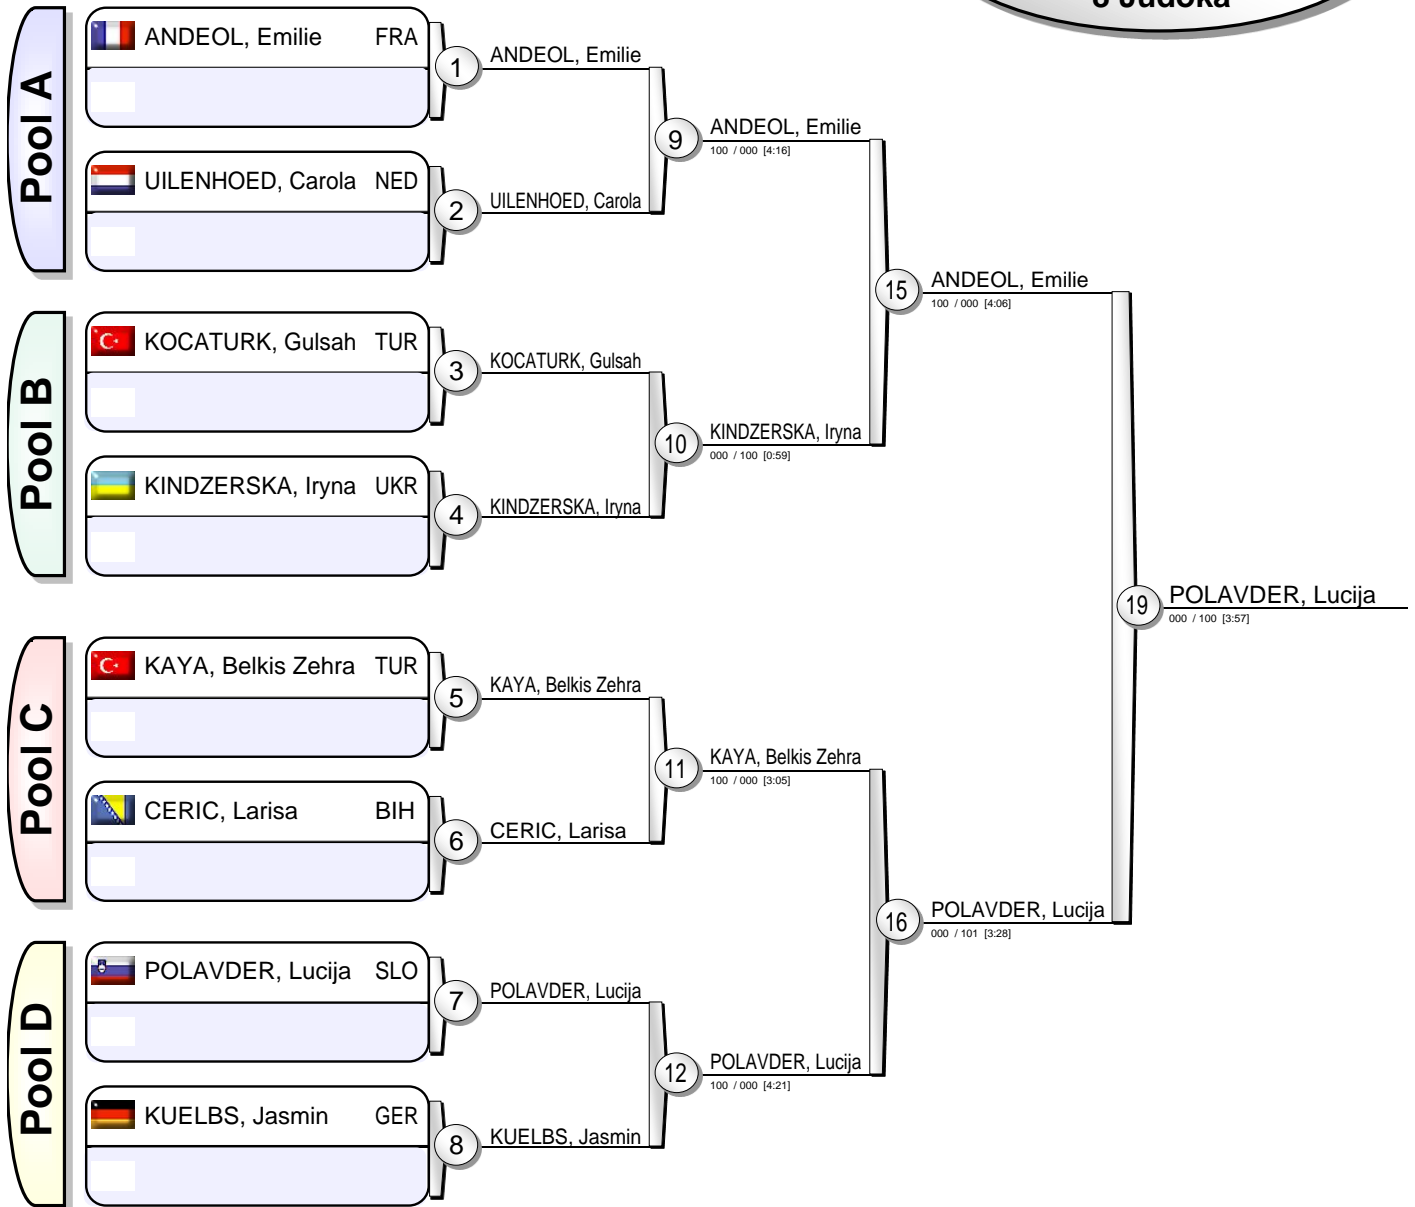 8 Judoka
Pool A
ANDEOL, Emilie FRA
1
ANDEOL, Emilie
UILENHOED, Carola NED
2
UILENHOED, Carola
9
ANDEOL, Emilie
100 / 000 [4:16]
Pool B
KOCATURK, Gulsah TUR
3
KOCATURK, Gulsah
KINDZERSKA, Iryna UKR
4
KINDZERSKA, Iryna
10
KINDZERSKA, Iryna
000 / 100 [0:59]
15
ANDEOL, Emilie
100 / 000 [4:06]
Pool C
KAYA, Belkis Zehra TUR
5
KAYA, Belkis Zehra
CERIC, Larisa BIH
6
CERIC, Larisa
11
KAYA, Belkis Zehra
100 / 000 [3:05]
Pool D
POLAVDER, Lucija SLO
7
POLAVDER, Lucija
KUELBS, Jasmin GER
8
KUELBS, Jasmin
12
POLAVDER, Lucija
100 / 000 [4:21]
16
POLAVDER, Lucija
000 / 101 [3:28]
19
POLAVDER, Lucija
000 / 100 [3:57]